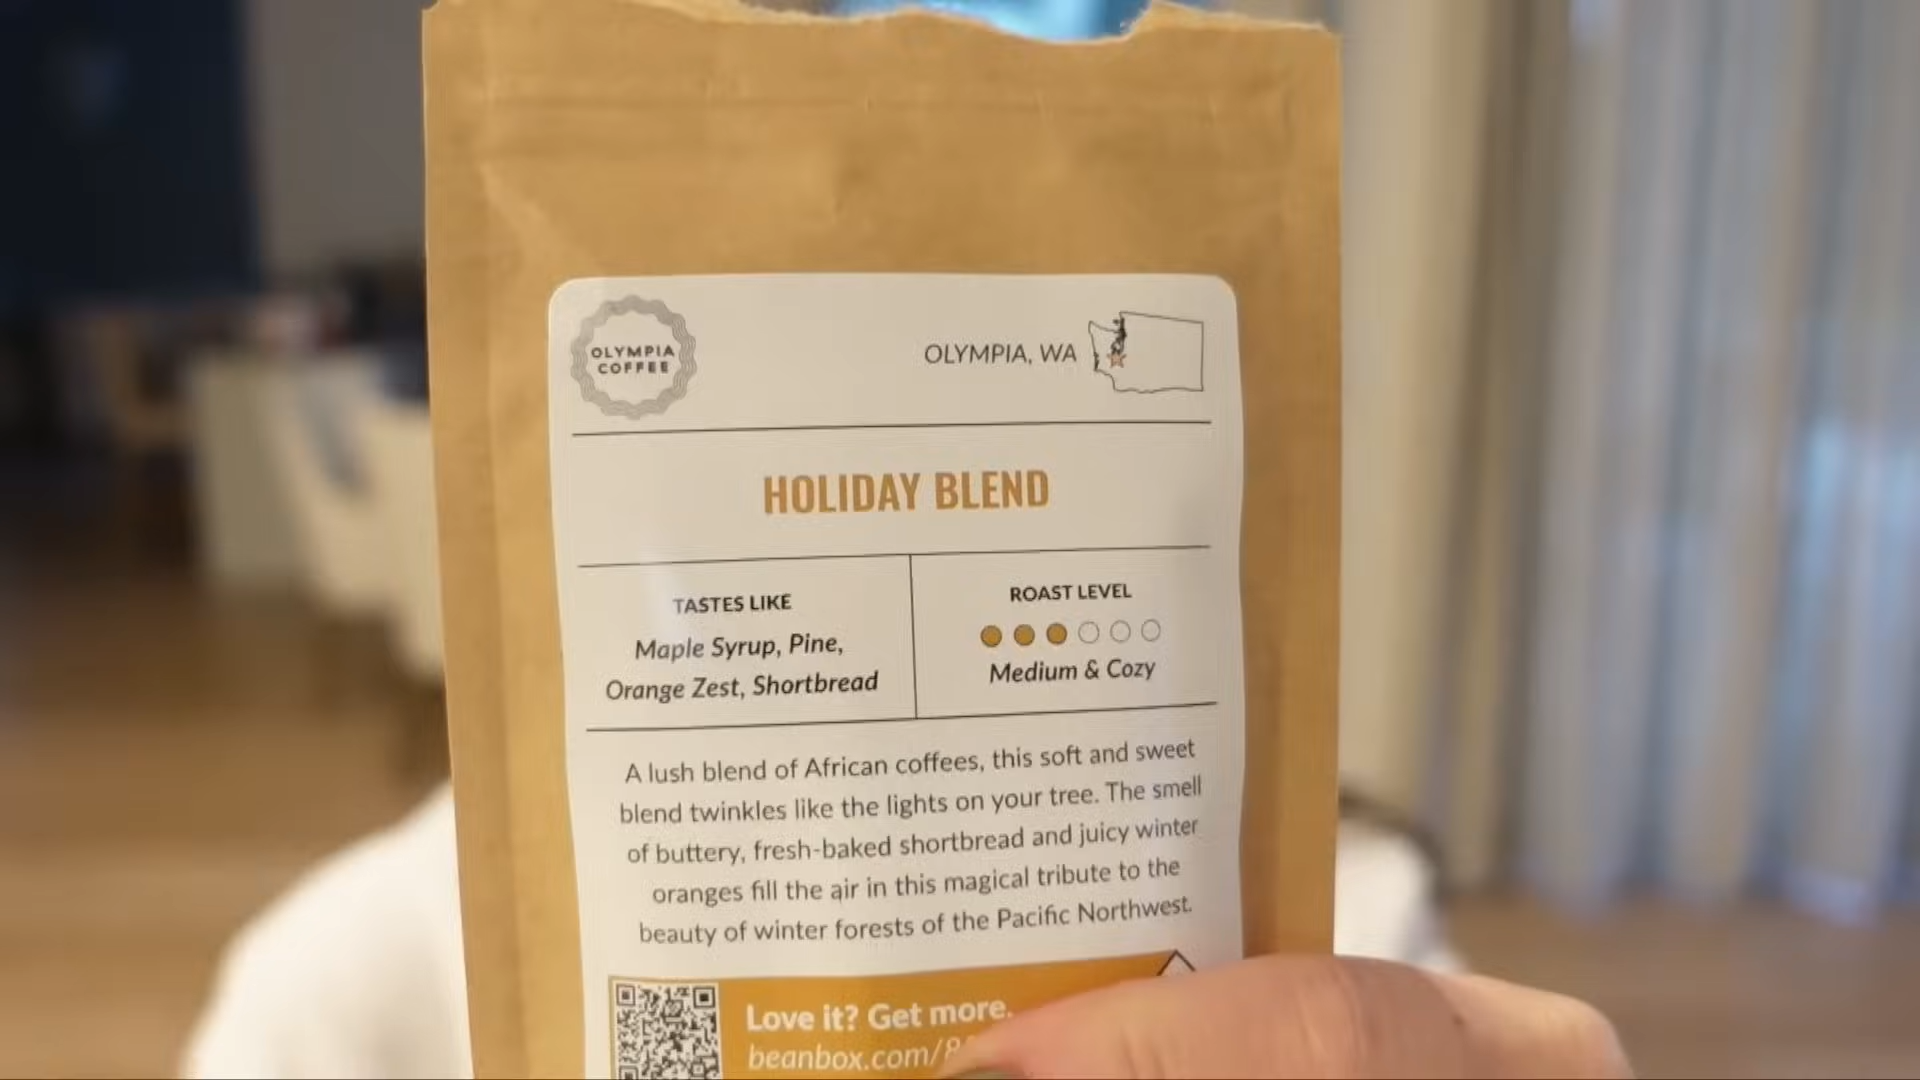 OLYMPIA
COFFEE
OLYMPIA, WA
HOLIDAY BLEND
TASTES LIKE
Maple Syrup, Pine,
Orange Zest, Shortbread
ROAST LEVEL
Medium & Cozy
A lush blend of African coffees, this soft and sweet
blend twinkles like the lights on your tree. The smell
of buttery, fresh-baked shortbread and juicy winter
oranges fill the air in this magical tribute to the
beauty of winter forests of the Pacific Northwest.
Love it? Get more.
beanbox.com/8